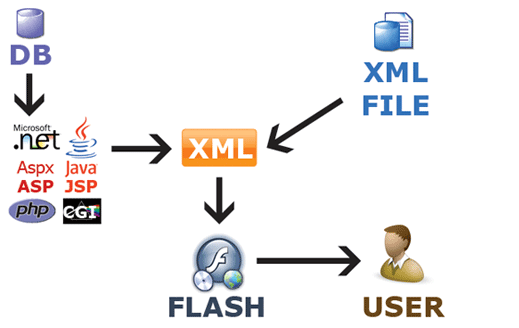 DB
XML
FILE
Microsoft
.net
Java
Aspx
ASP
JSP
php
CGI
XML
FLASH
USER